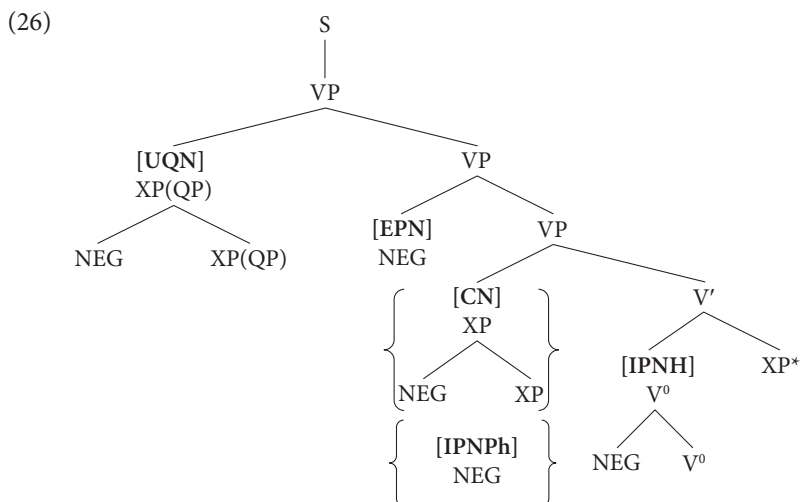 (26)
S
VP
[UQN] VP
XP(QP)
[EPN] VP
NEG XP(QP) NEG
[CN] V′
XP
[IPNH] XP*
NEG XP V⁰
[IPNPh]
NEG NEG V⁰